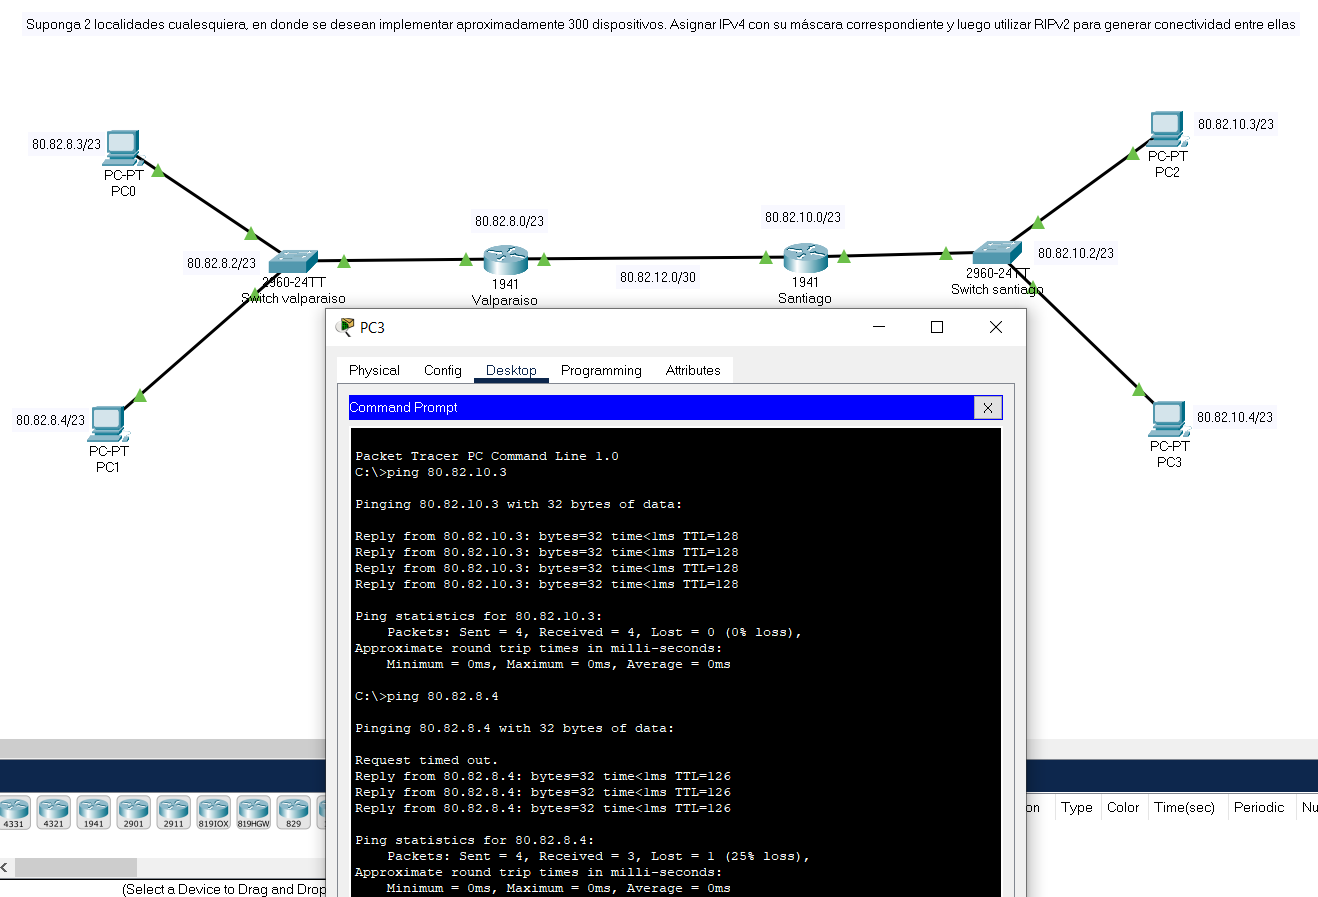 Suponga 2 localidades cualesquiera, en donde se desean implementar aproximadamente 300 dispositivos. Asignar IPv4 con su máscara correspondiente y luego utilizar RIPv2 para generar conectividad entre ellas
80.82.8.3/23
PC-PT
PC0
80.82.10.3/23
PC-PT
PC2
80.82.8.0/23
80.82.10.0/23
80.82.8.2/23
2960-24TT
Switch valparaiso
1941
Valparaiso
80.82.12.0/30
1941
Santiago
80.82.10.2/23
2960-24TT
Switch santiago
80.82.8.4/23
PC-PT
PC1
80.82.10.4/23
PC-PT
PC3
PC3
Physical Config Desktop Programming Attributes
Command Prompt
X
Packet Tracer PC Command Line 1.0
C:\>ping 80.82.10.3
Pinging 80.82.10.3 with 32 bytes of data:
Reply from 80.82.10.3: bytes=32 time<1ms TTL=128
Reply from 80.82.10.3: bytes=32 time<1ms TTL=128
Reply from 80.82.10.3: bytes=32 time<1ms TTL=128
Reply from 80.82.10.3: bytes=32 time<1ms TTL=128
Ping statistics for 80.82.10.3:
Packets: Sent = 4, Received = 4, Lost = 0 (0% loss),
Approximate round trip times in milli-seconds:
Minimum = 0ms, Maximum = 0ms, Average = 0ms
C:\>ping 80.82.8.4
Pinging 80.82.8.4 with 32 bytes of data:
Request timed out.
Reply from 80.82.8.4: bytes=32 time<1ms TTL=126
Reply from 80.82.8.4: bytes=32 time<1ms TTL=126
Reply from 80.82.8.4: bytes=32 time<1ms TTL=126
Ping statistics for 80.82.8.4:
Packets: Sent = 4, Received = 3, Lost = 1 (25% loss),
Approximate round trip times in milli-seconds:
Minimum = 0ms, Maximum = 0ms, Average = 0ms
4331 4321 1941 2901 2911 819IOX 819HGW 829
on Type Color Time(sec) Periodic Nu
(Select a Device to Drag and Drop